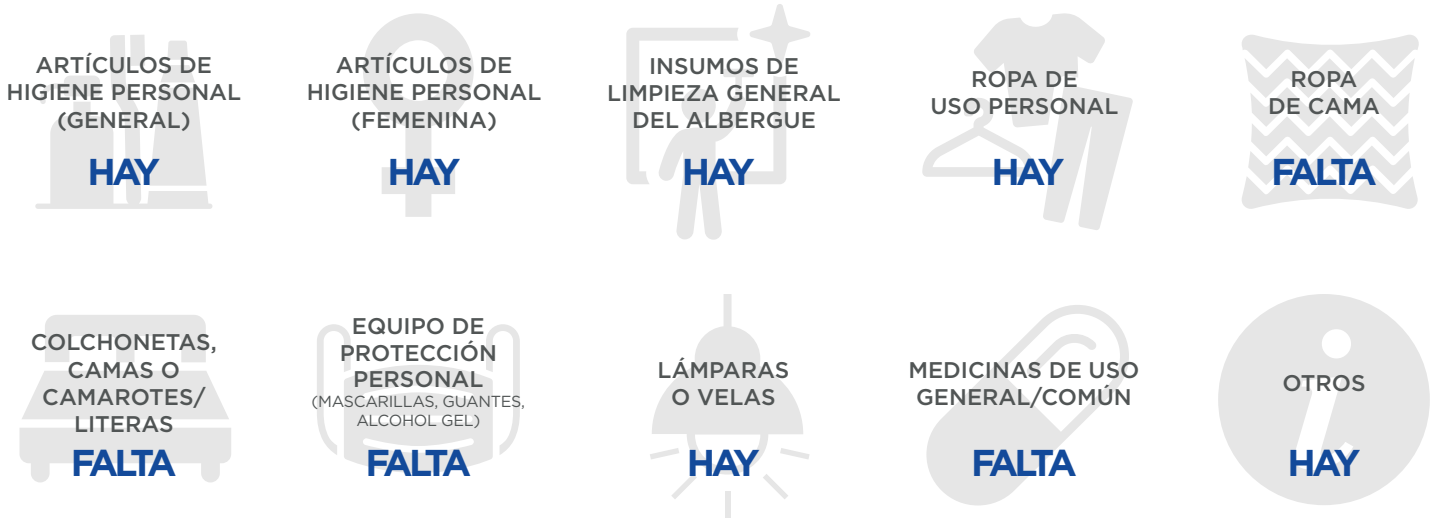 ARTÍCULOS DE
HIGIENE PERSONAL
(GENERAL)
HAY
ARTÍCULOS DE
HIGIENE PERSONAL
(FEMENINA)
HAY
INSUMOS DE
LIMPIEZA GENERAL
DEL ALBERGUE
HAY
ROPA DE
USO PERSONAL
HAY
ROPA
DE CAMA
FALTA
COLCHONETAS,
CAMAS O
CAMAROTES/
LITERAS
FALTA
EQUIPO DE
PROTECCIÓN
PERSONAL
(MASCARILLAS, GUANTES,
ALCOHOL GEL)
FALTA
LÁMPARAS
O VELAS
HAY
MEDICINAS DE USO
GENERAL/COMÚN
FALTA
OTROS
HAY